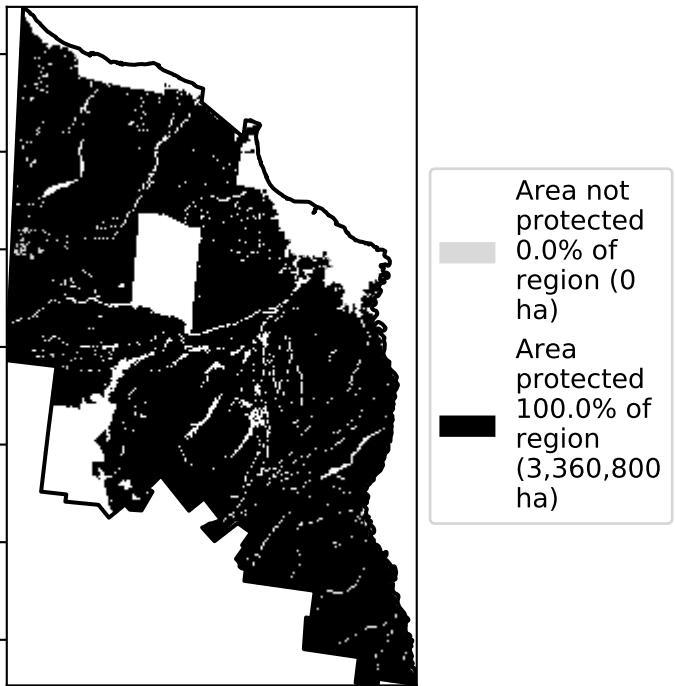 Area not
protected
0.0% of
region (0
ha)
Area
protected
100.0% of
region
(3,360,800
ha)